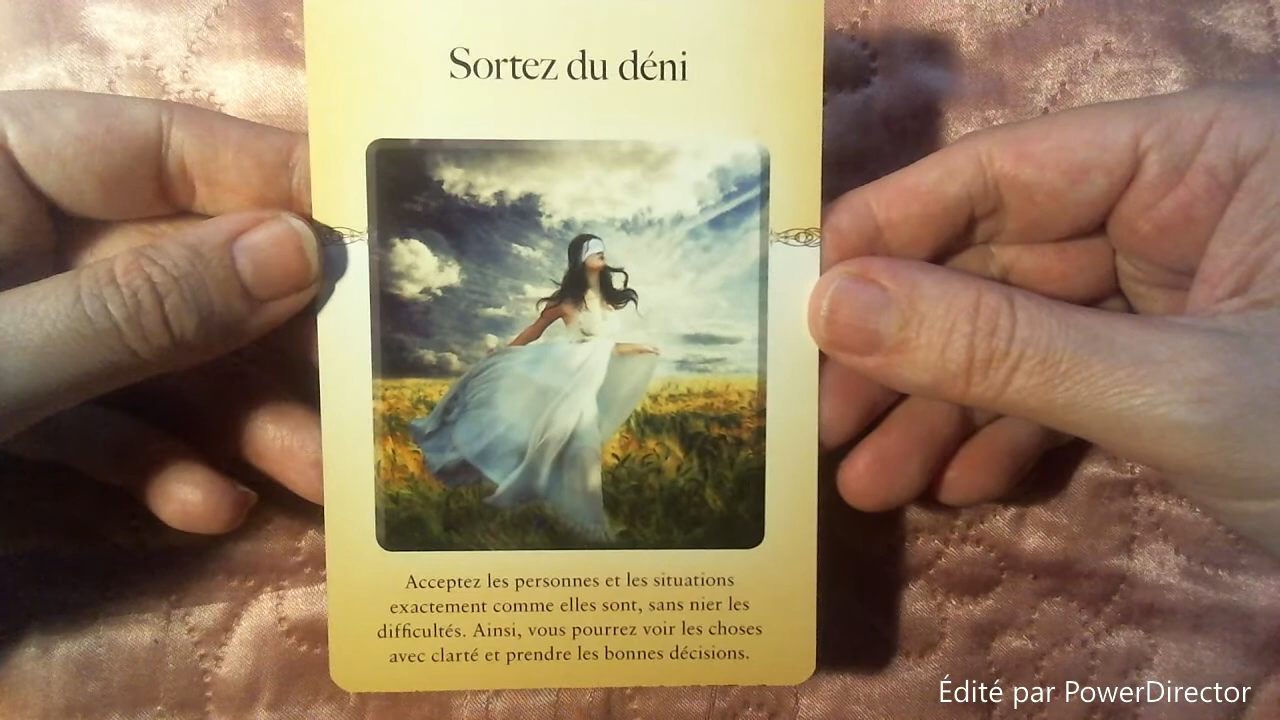 Sortez du déni
Acceptez les personnes et les situations
exactement comme elles sont, sans nier les
difficultés. Ainsi, vous pourrez voir les choses
avec clarté et prendre les bonnes décisions.
Édité par PowerDirector